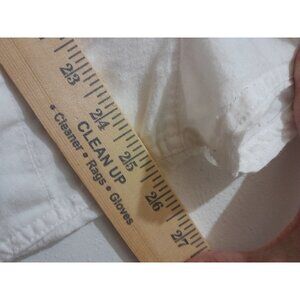 23 24 25 26 27
CLEAN UP
• Cleaner • Rags • Gloves